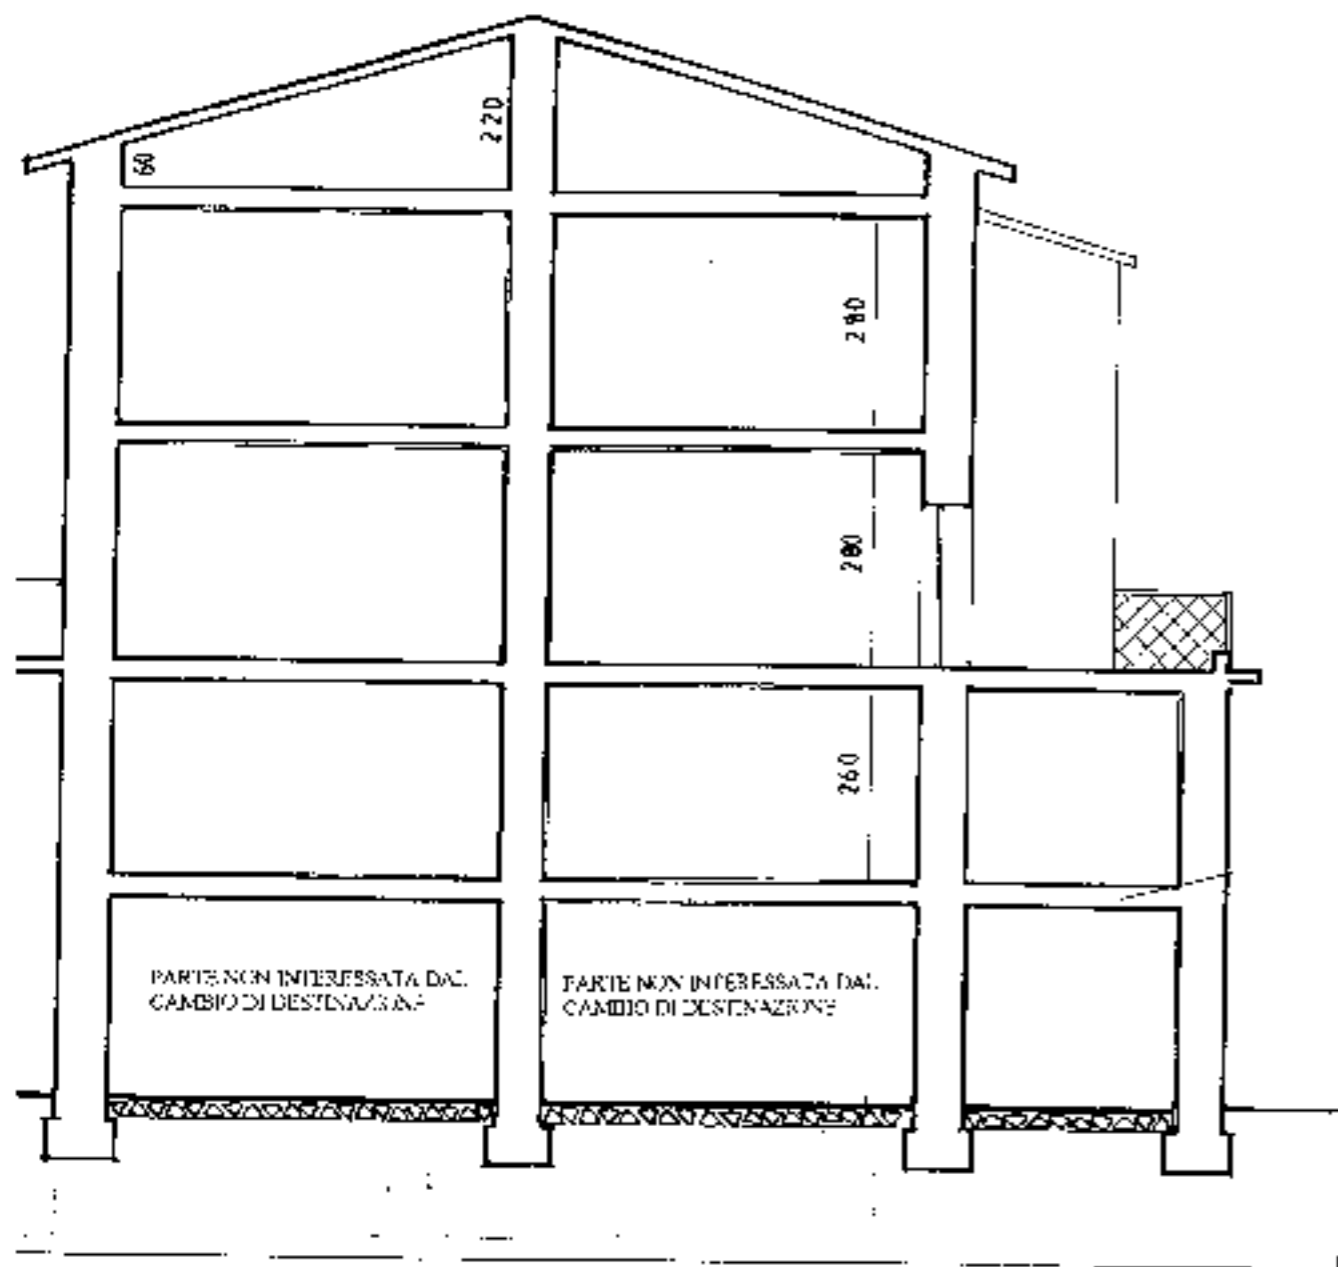 220
60
280
280
260
PARTE NON INTERESSATA DAL
CAMBIO DI DESTINAZIONE
PARTE NON INTERESSATA DAL
CAMBIO DI DESTINAZIONE